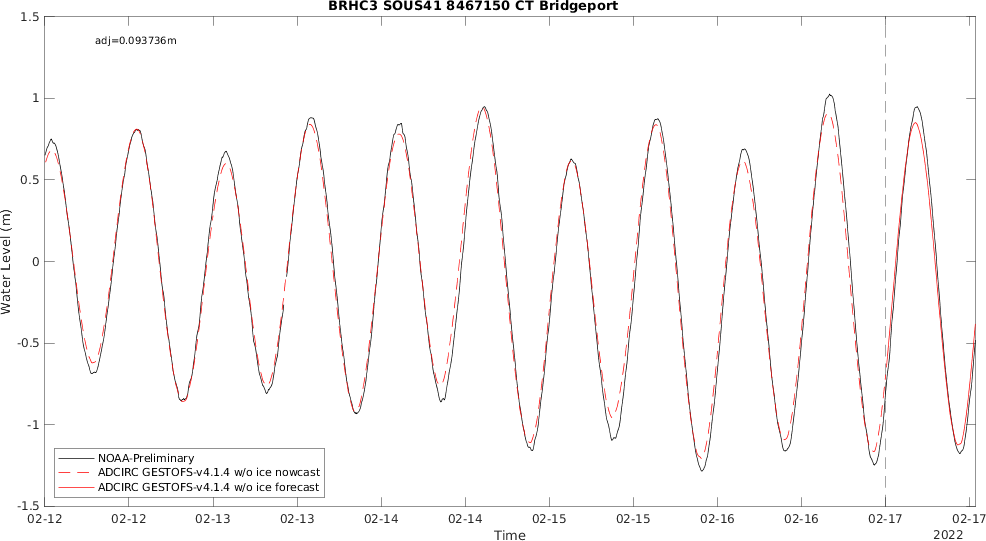 BRHC3 SOUS41 8467150 CT Bridgeport
adj=0.093736m
1.5
1
0.5
0
-0.5
-1
-1.5
Water Level (m)
NOAA-Preliminary
ADCIRC GESTOFS-v4.1.4 w/o ice nowcast
ADCIRC GESTOFS-v4.1.4 w/o ice forecast
02-12 02-12 02-13 02-13 02-14 02-14 02-15 02-15 02-16 02-16 02-17 02-17
Time
2022